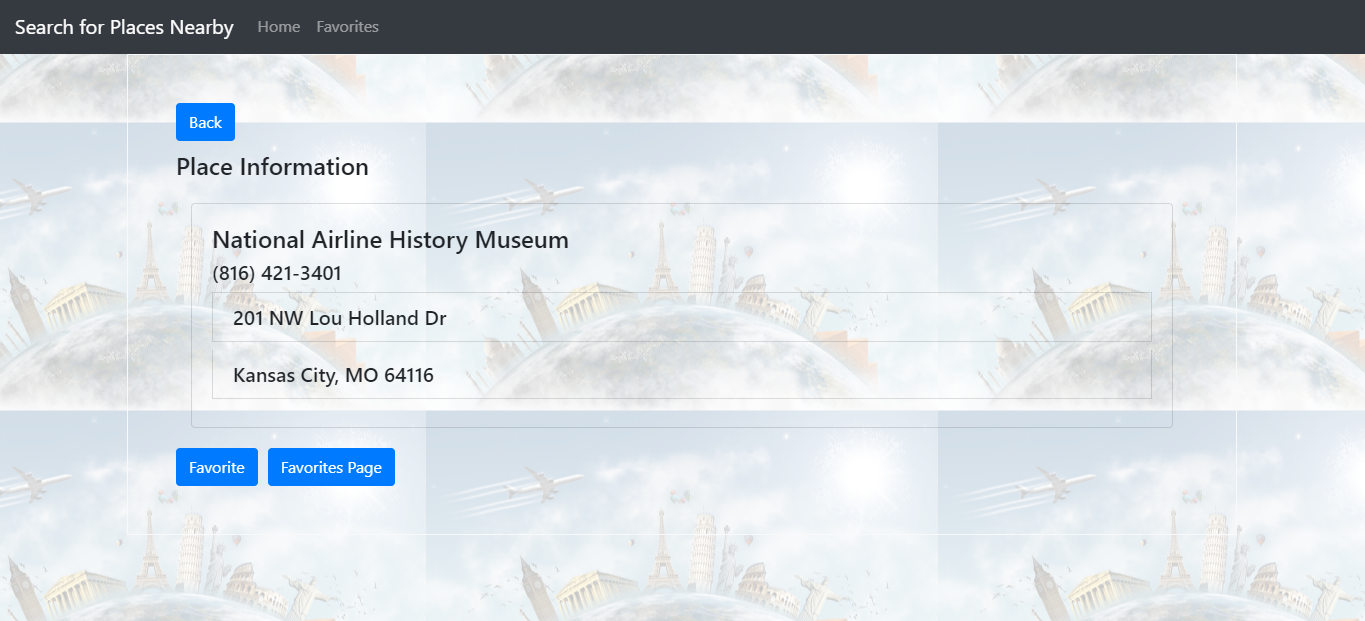 Search for Places Nearby Home Favorites
Back
Place Information
National Airline History Museum
(816) 421-3401
201 NW Lou Holland Dr
Kansas City, MO 64116
Favorite Favorites Page